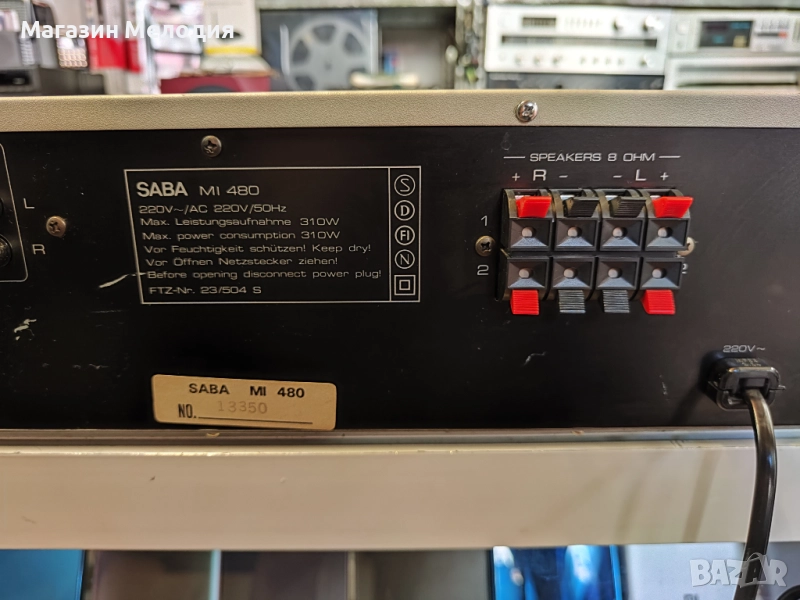 Магазин Мелодия
SPEAKERS 8 OHM
+ R - - L +
L
R
1
2
2
SABA MI 480
220V~/AC 220V/50Hz
Max. Leistungsaufnahme 310W
Max. power consumption 310W
Vor Feuchtigkeit schützen! Keep dry!
Vor Öffnen Netzstecker ziehen!
Before opening disconnect power plug!
FTZ-Nr. 23/504 S
S
D
FI
N
220V~
SABA MI 480
NO. 13350
BAZAR